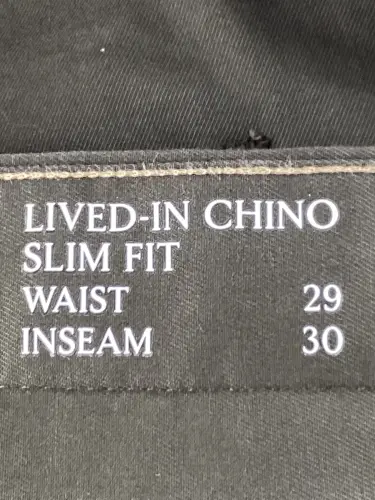 LIVED-IN CHINO
SLIM FIT
WAIST 29
INSEAM 30